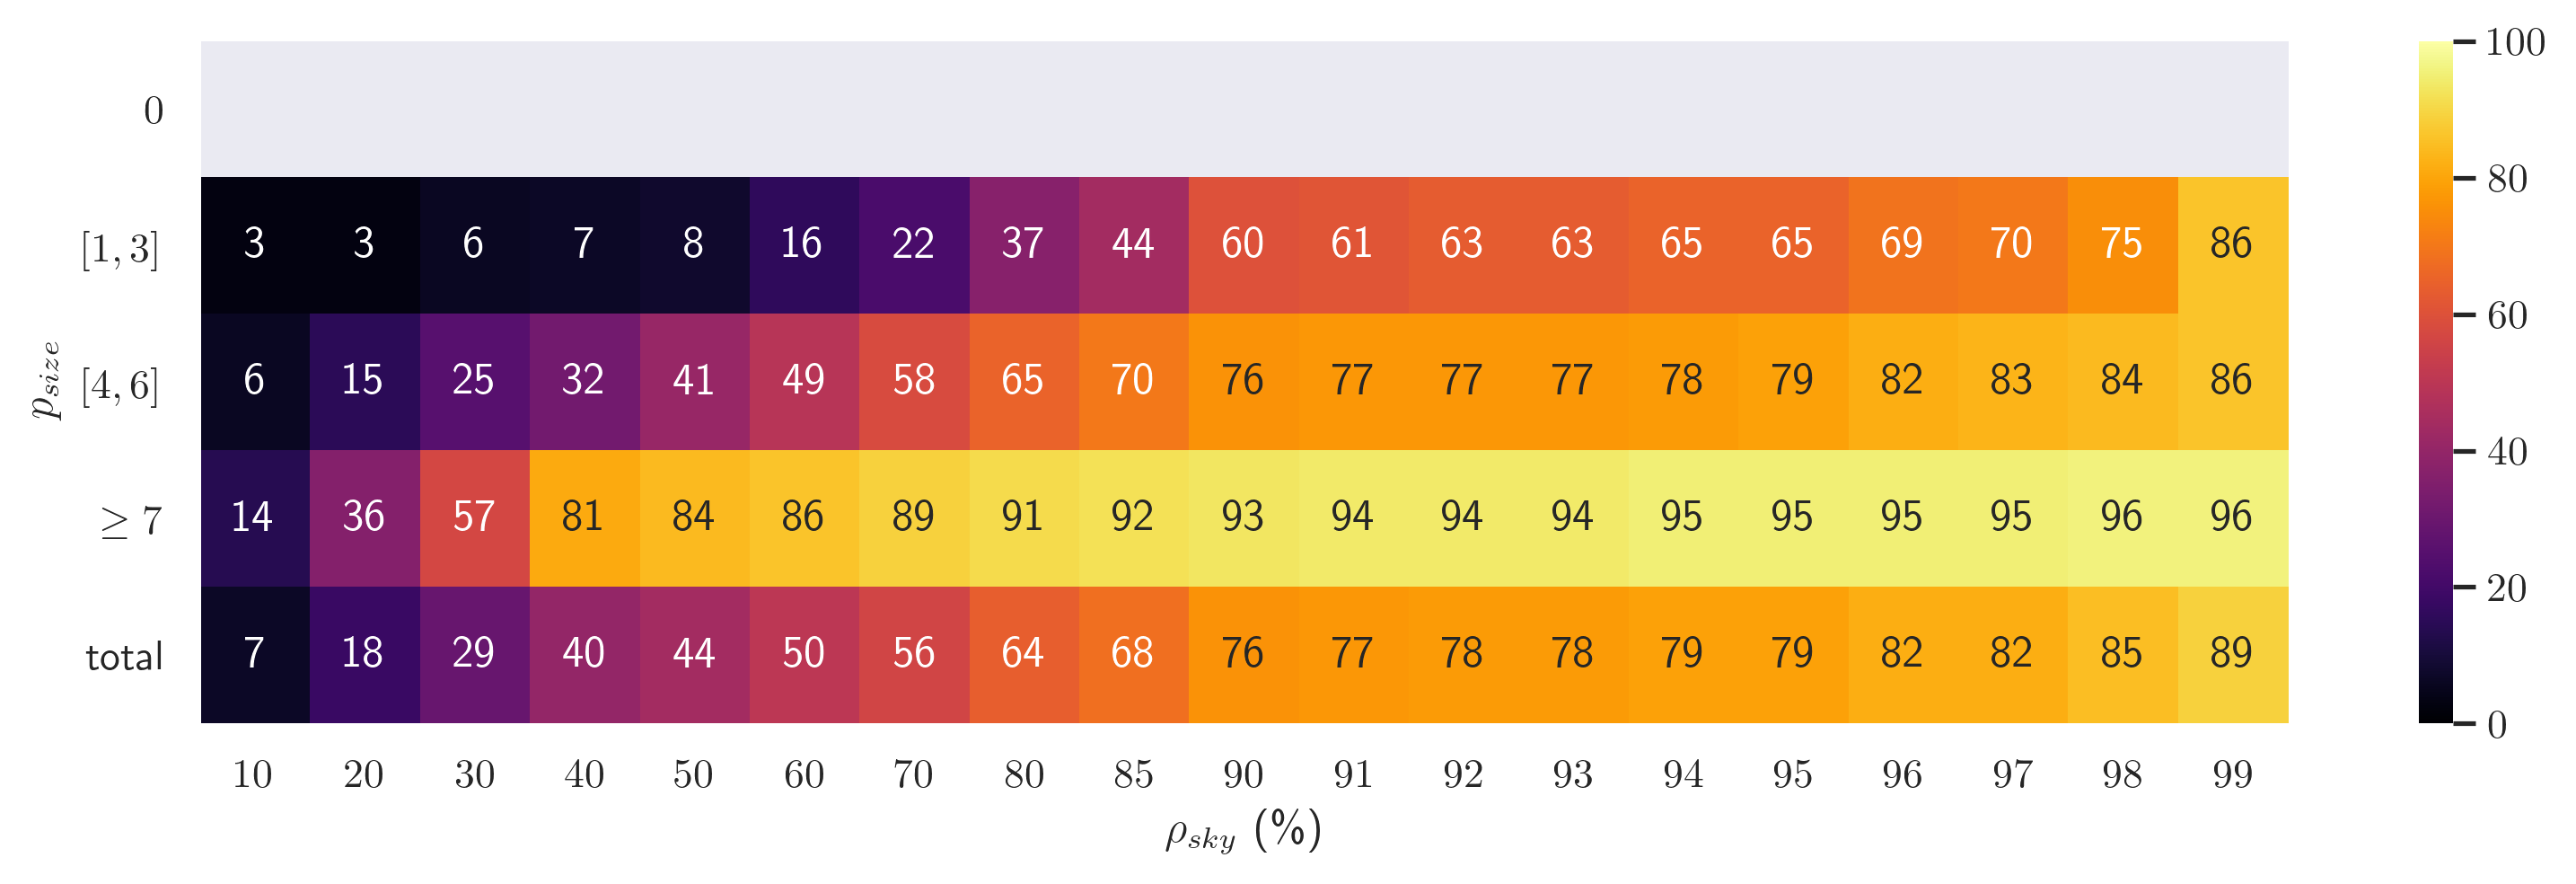 0
[1, 3] 3 3 6 7 8 16 22 37 44 60 61 63 63 65 65 69 70 75 86
[4, 6] 6 15 25 32 41 49 58 65 70 76 77 77 77 78 79 82 83 84 86
≥ 7 14 36 57 81 84 86 89 91 92 93 94 94 94 95 95 95 95 96 96
total 7 18 29 40 44 50 56 64 68 76 77 78 78 79 79 82 82 85 89
10 20 30 40 50 60 70 80 85 90 91 92 93 94 95 96 97 98 99
ρsky (%)
psize
100
80
60
40
20
0